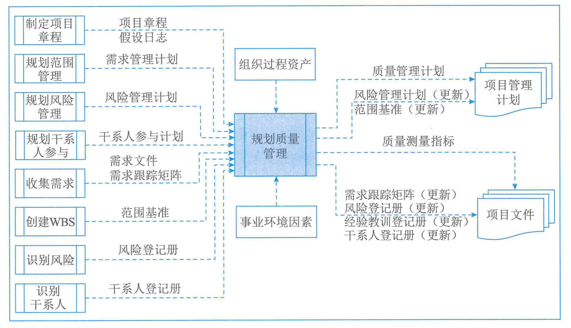 制定项目
章程
项目章程
假设日志
规划范围
管理
需求管理计划
规划风险
管理
风险管理计划
规划干系
人参与
干系人参与计划
收集需求
需求文件
需求跟踪矩阵
创建WBS
范围基准
识别风险
风险登记册
识别
干系人
干系人登记册
组织过程资产
规划质量
管理
事业环境因素
质量管理计划
风险管理计划（更新）
范围基准（更新）
项目管理
计划
质量测量指标
需求跟踪矩阵（更新）
风险登记册（更新）
经验教训登记册（更新）
干系人登记册（更新）
项目文件